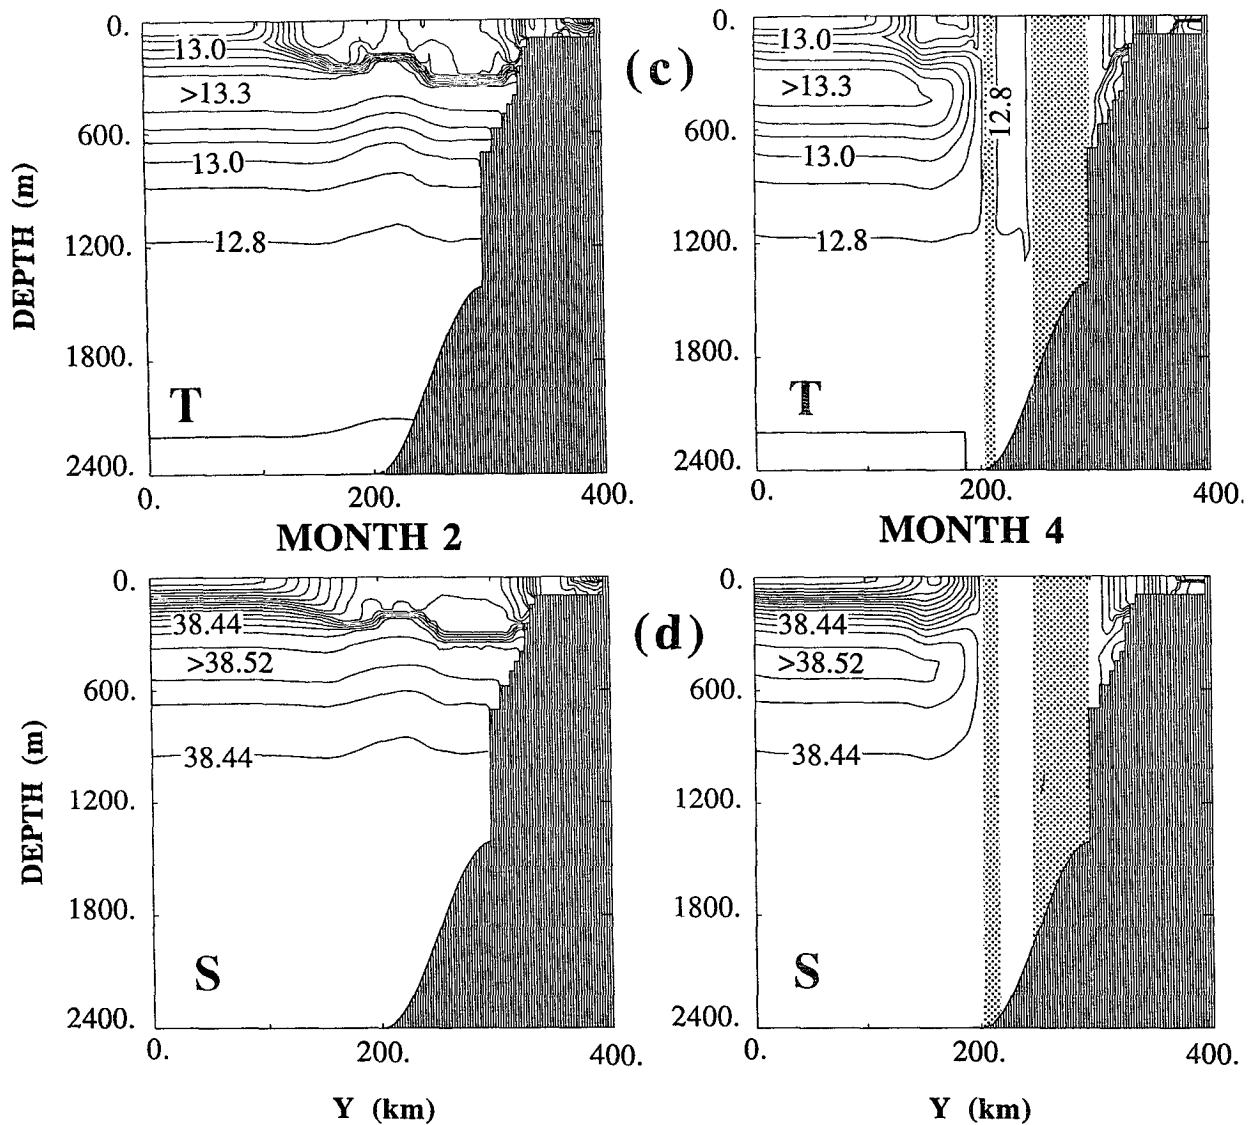 0. 0.
13.0 (c) 13.0
>13.3 >13.3
600. 600. 12.8
13.0 13.0
DEPTH (m)
1200. 12.8 1200. 12.8
1800. 1800.
T T
2400. 2400.
0. 200. 400. 0. 200. 400.
MONTH 2 MONTH 4
0. 0.
38.44 (d) 38.44
>38.52 >38.52
600. 600.
38.44 38.44
DEPTH (m)
1200. 1200.
1800. 1800.
S S
2400. 2400.
0. 200. 400. 0. 200. 400.
Y (km) Y (km)